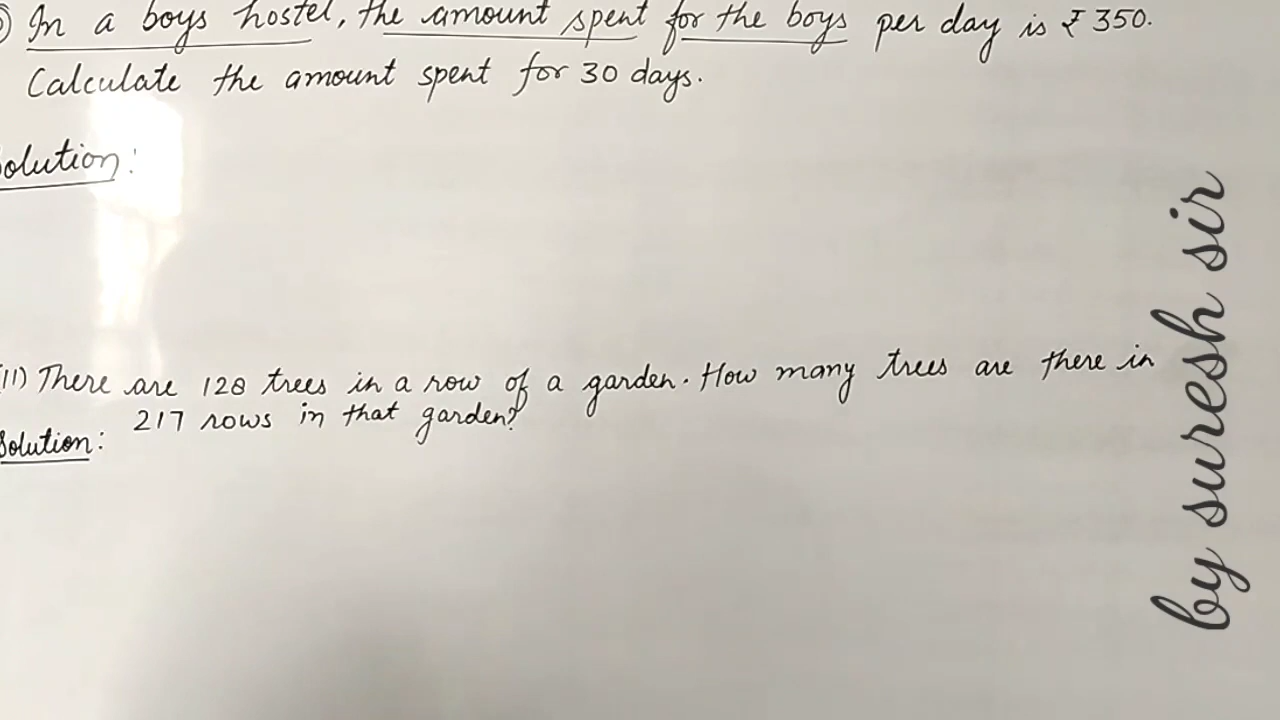 ) In a boys hostel, the amount spent for the boys per day is ₹ 350.
Calculate the amount spent for 30 days.
olution:
11) There are 128 trees in a row of a garden. How many trees are there in
217 rows in that garden?
Solution:
by suresh sir